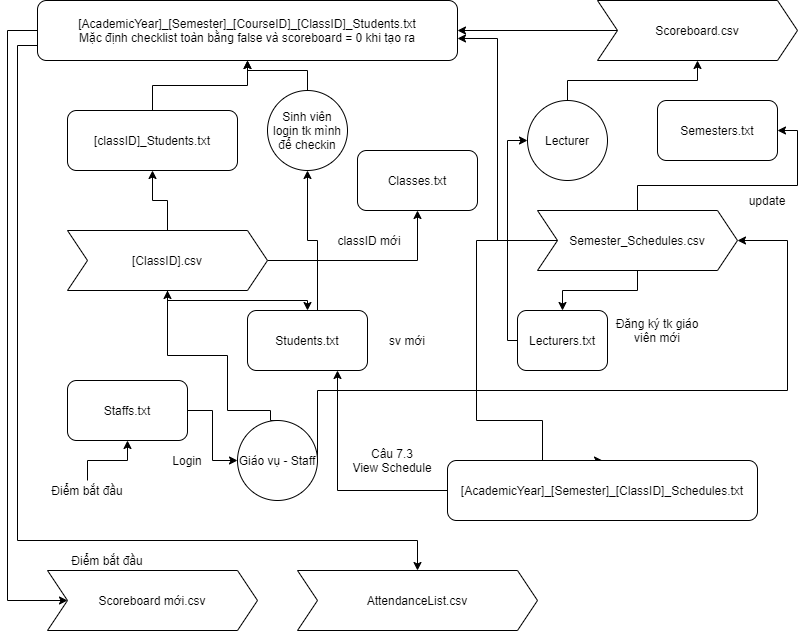 [AcademicYear]_[Semester]_[CourseID]_[ClassID]_Students.txt
Mặc định checklist toàn bằng false và scoreboard = 0 khi tạo ra
Scoreboard.csv
[classID]_Students.txt
Sinh viên
login tk mình
để checkin
Lecturer
Semesters.txt
Classes.txt
update
[ClassID].csv
classID mới
Semester_Schedules.csv
Students.txt
sv mới
Lecturers.txt
Đăng ký tk giáo
viên mới
Staffs.txt
Login
Giáo vụ - Staff
Câu 7.3
View Schedule
Điểm bắt đầu
[AcademicYear]_[Semester]_[ClassID]_Schedules.txt
Điểm bắt đầu
Scoreboard mới.csv
AttendanceList.csv